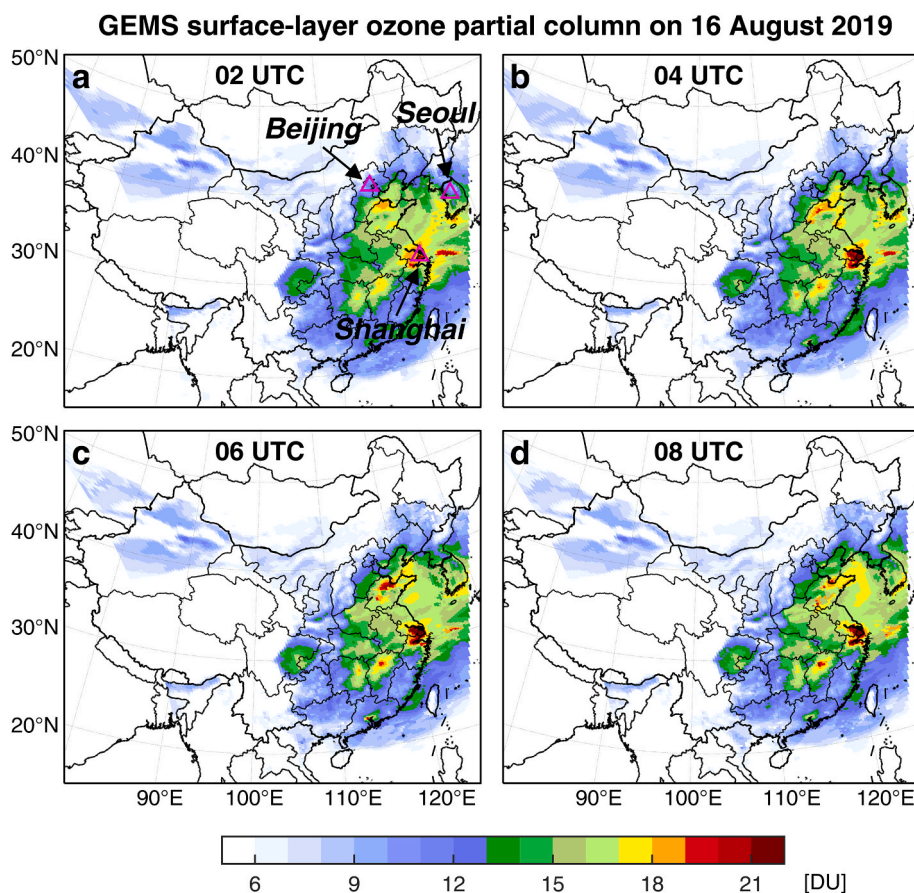 GEMS surface-layer ozone partial column on 16 August 2019
a
02 UTC
Beijing
Seoul
Shanghai
b
04 UTC
50°N
40°N
30°N
20°N
c
06 UTC
d
08 UTC
50°N
40°N
30°N
20°N
90°E
100°E
110°E
120°E
90°E
100°E
110°E
120°E
6
9
12
15
18
21
[DU]